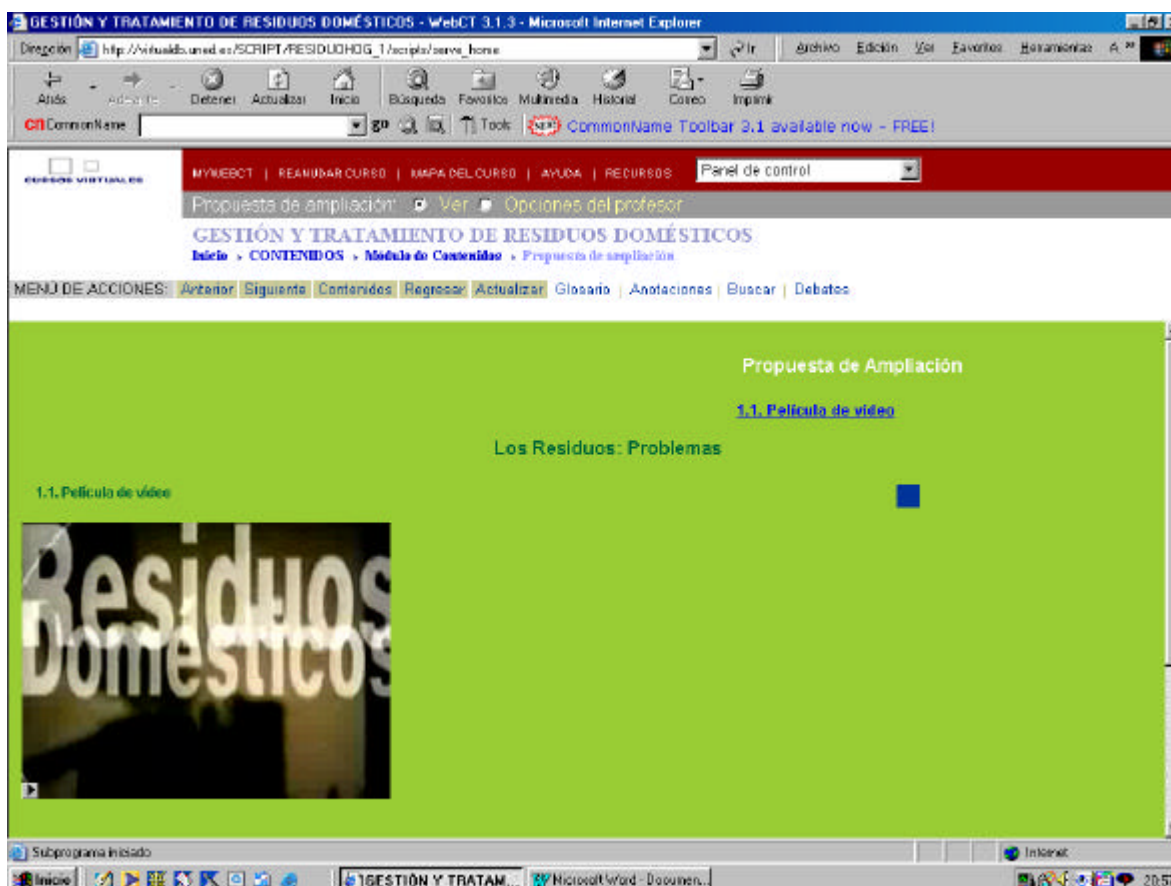 GESTIÓN Y TRATAMIENTO DE RESIDUOS DOMÉSTICOS - WebCT 3.1.3 - Microsoft Internet Explorer
Dirección http://virtualdb.uned.es/SCRIPT/RESIDUOHOG_1/scripts/serve_home Ir Archivo Edición Ver Favoritos Herramientas A »
Atrás Adelante Detener Actualizar Inicio Búsqueda Favoritos Multimedia Historial Correo Imprimir
CN CommonName go Tools NEW CommonName Toolbar 3.1 available now - FREE!
CURSOS VIRTUALES
MYWEBCT | REANUDAR CURSO | MAPA DEL CURSO | AYUDA | RECURSOS Panel de control
Propuesta de ampliación: Ver Opciones del profesor
GESTIÓN Y TRATAMIENTO DE RESIDUOS DOMÉSTICOS
Inicio › CONTENIDOS › Módulo de Contenidos › Propuesta de ampliación
MENÚ DE ACCIONES: Anterior Siguiente Contenidos Regresar Actualizar Glosario | Anotaciones | Buscar | Debates
Propuesta de Ampliación
1.1. Película de vídeo
Los Residuos: Problemas
1.1. Película de vídeo
Residuos
Domésticos
Subprograma iniciado Internet
Inicio GESTIÓN Y TRATAM... Microsoft Word - Documen...